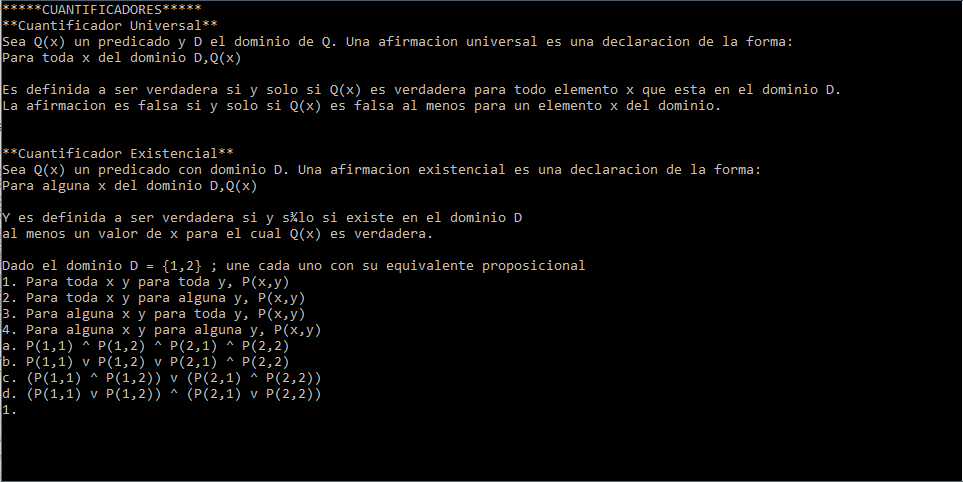 *****CUANTIFICADORES*****
**Cuantificador Universal**
Sea Q(x) un predicado y D el dominio de Q. Una afirmacion universal es una declaracion de la forma:
Para toda x del dominio D,Q(x)
Es definida a ser verdadera si y solo si Q(x) es verdadera para todo elemento x que esta en el dominio D.
La afirmacion es falsa si y solo si Q(x) es falsa al menos para un elemento x del dominio.
**Cuantificador Existencial**
Sea Q(x) un predicado con dominio D. Una afirmacion existencial es una declaracion de la forma:
Para alguna x del dominio D,Q(x)
Y es definida a ser verdadera si y s¾lo si existe en el dominio D
al menos un valor de x para el cual Q(x) es verdadera.
Dado el dominio D = {1,2} ; une cada uno con su equivalente proposicional
1. Para toda x y para toda y, P(x,y)
2. Para toda x y para alguna y, P(x,y)
3. Para alguna x y para toda y, P(x,y)
4. Para alguna x y para alguna y, P(x,y)
a. P(1,1) ^ P(1,2) ^ P(2,1) ^ P(2,2)
b. P(1,1) v P(1,2) v P(2,1) ^ P(2,2)
c. (P(1,1) ^ P(1,2)) v (P(2,1) ^ P(2,2))
d. (P(1,1) v P(1,2)) ^ (P(2,1) v P(2,2))
1.